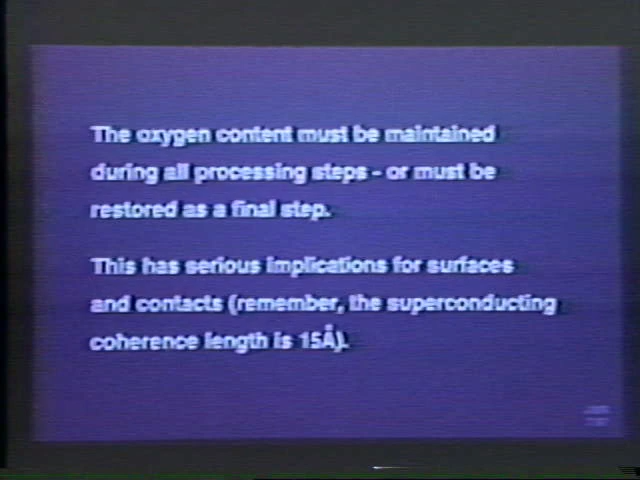 The oxygen content must be maintained
during all processing steps - or must be
restored as a final step.
This has serious implications for surfaces
and contacts (remember, the superconducting
coherence length is 15Å).